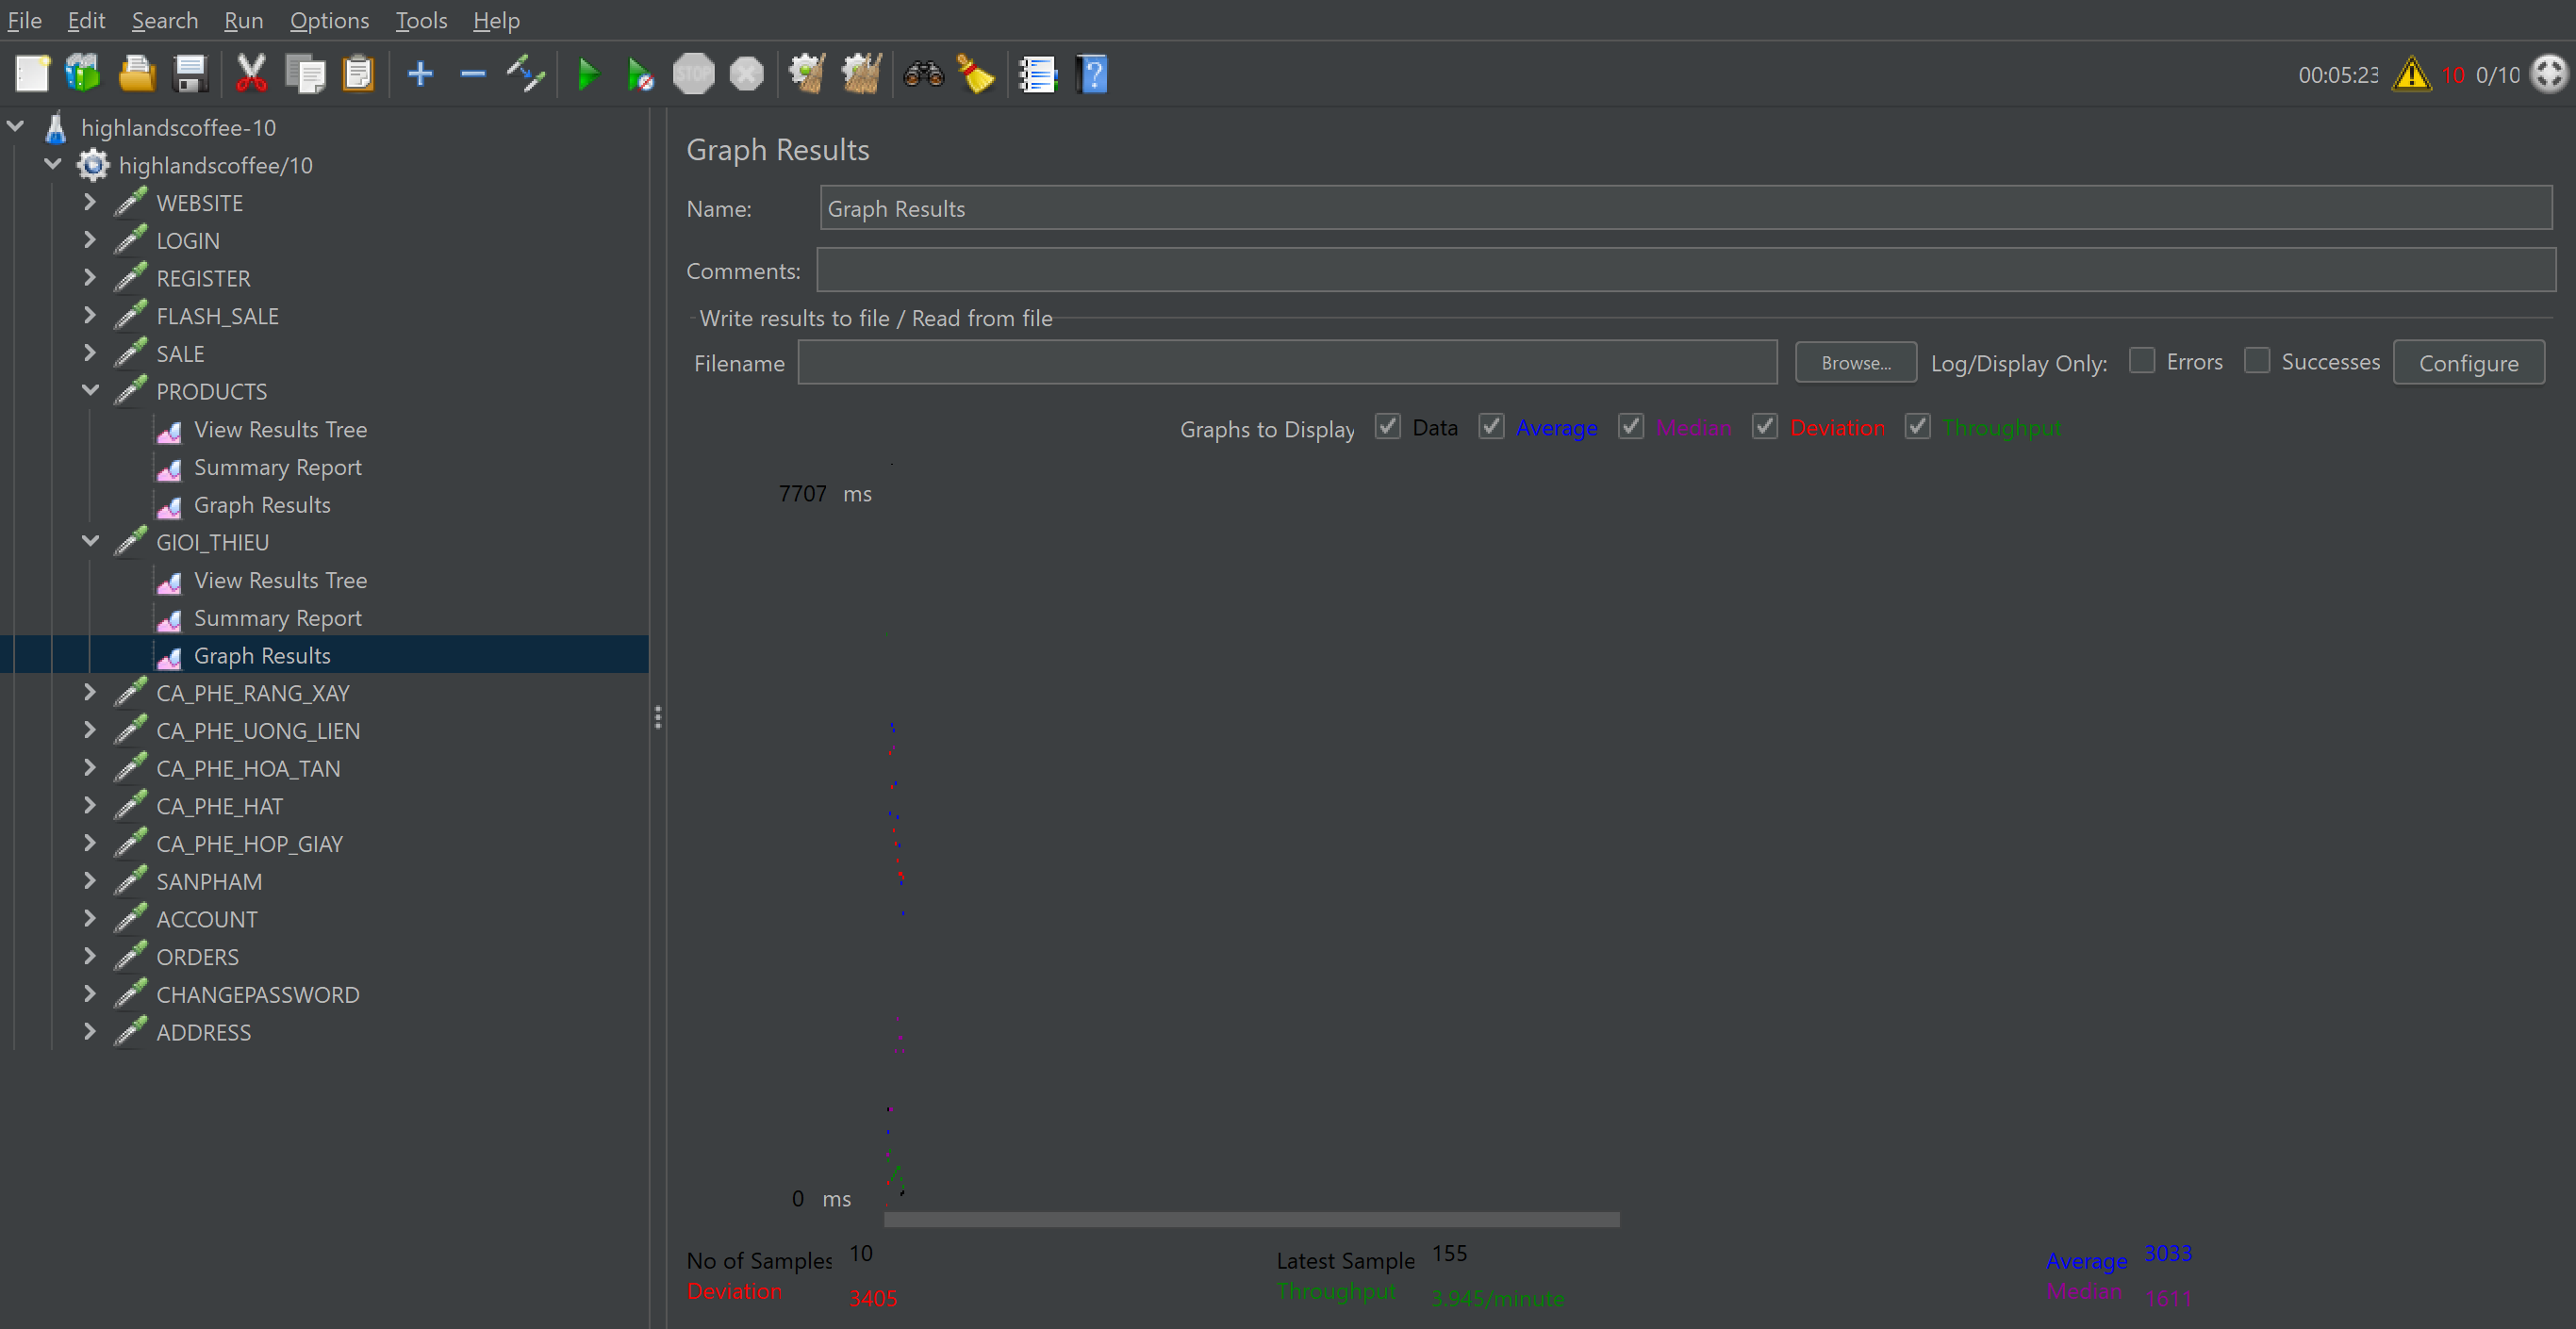 File Edit Search Run Options Tools Help
STOP
00:05:23 10 0/10
highlandscoffee-10
highlandscoffee/10
WEBSITE
LOGIN
REGISTER
FLASH_SALE
SALE
PRODUCTS
View Results Tree
Summary Report
Graph Results
GIOI_THIEU
View Results Tree
Summary Report
Graph Results
CA_PHE_RANG_XAY
CA_PHE_UONG_LIEN
CA_PHE_HOA_TAN
CA_PHE_HAT
CA_PHE_HOP_GIAY
SANPHAM
ACCOUNT
ORDERS
CHANGEPASSWORD
ADDRESS
Graph Results
Name: Graph Results
Comments:
Write results to file / Read from file
Filename Browse... Log/Display Only: Errors Successes Configure
Graphs to Display Data Average Median Deviation Throughput
7707 ms
0 ms
No of Samples 10 Latest Sample 155 Average 3033
Deviation 3405 Throughput 3.945/minute Median 1611